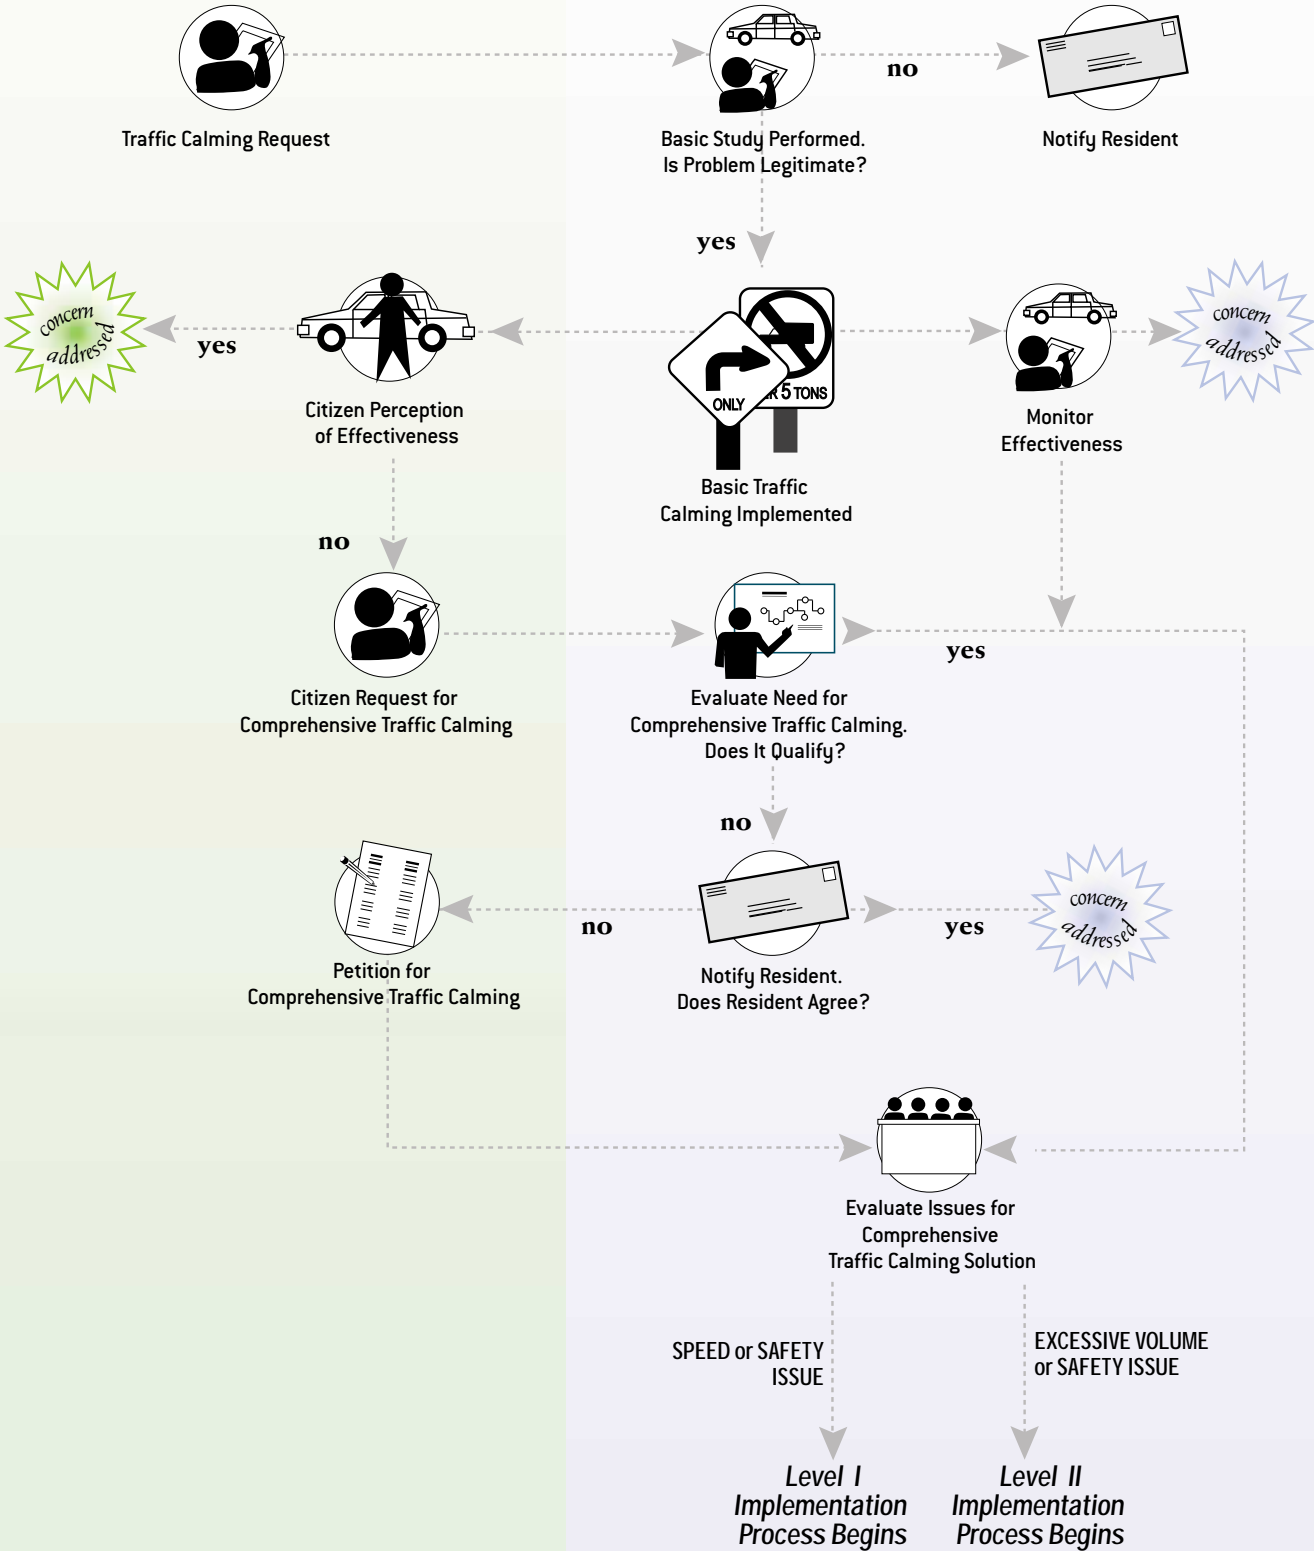 no
Traffic Calming Request
Basic Study Performed.
Is Problem Legitimate?
Notify Resident
yes
concern
addressed
yes
Citizen Perception
of Effectiveness
ONLY
R 5 TONS
Basic Traffic
Calming Implemented
Monitor
Effectiveness
concern
addressed
no
Citizen Request for
Comprehensive Traffic Calming
Evaluate Need for
Comprehensive Traffic Calming.
Does It Qualify?
yes
no
Petition for
Comprehensive Traffic Calming
no
Notify Resident.
Does Resident Agree?
yes
concern
addressed
Evaluate Issues for
Comprehensive
Traffic Calming Solution
SPEED or SAFETY
ISSUE
EXCESSIVE VOLUME
or SAFETY ISSUE
Level I
Implementation
Process Begins
Level II
Implementation
Process Begins